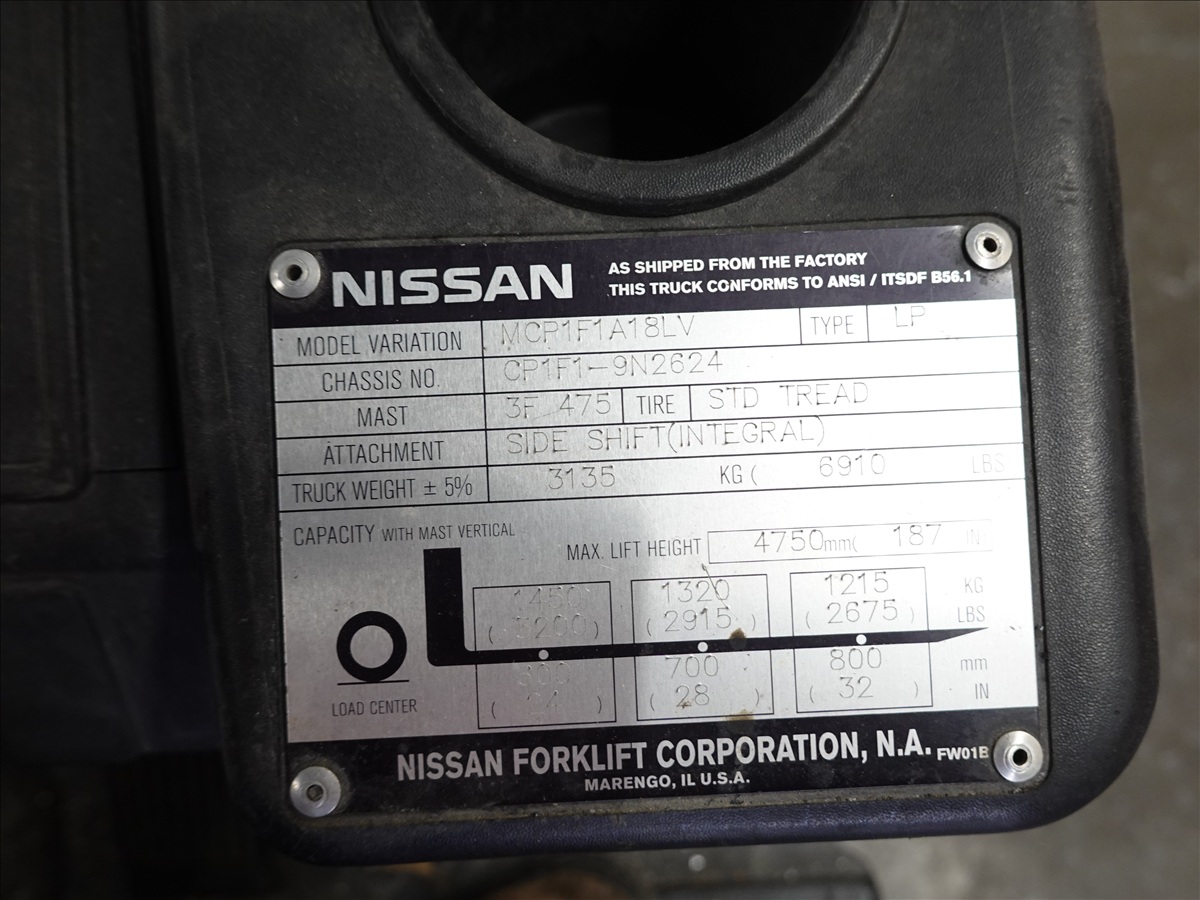 NISSAN
AS SHIPPED FROM THE FACTORY
THIS TRUCK CONFORMS TO ANSI / ITSDF B56.1
MODEL VARIATION MCP1F1A18LV TYPE LP
CHASSIS NO. CP1F1-9N2624
MAST 3F 475 TIRE STD TREAD
ATTACHMENT SIDE SHIFT(INTEGRAL)
TRUCK WEIGHT ± 5% 3135 KG ( 6910 LBS
CAPACITY WITH MAST VERTICAL
MAX. LIFT HEIGHT 4750mm( 187 IN)
1450 1320 1215 KG
( 3200 ) ( 2915 ) ( 2675 ) LBS
700 800 mm
( 24 ) ( 28 ) ( 32 ) IN
LOAD CENTER
NISSAN FORKLIFT CORPORATION, N.A. FW01B
MARENGO, IL U.S.A.